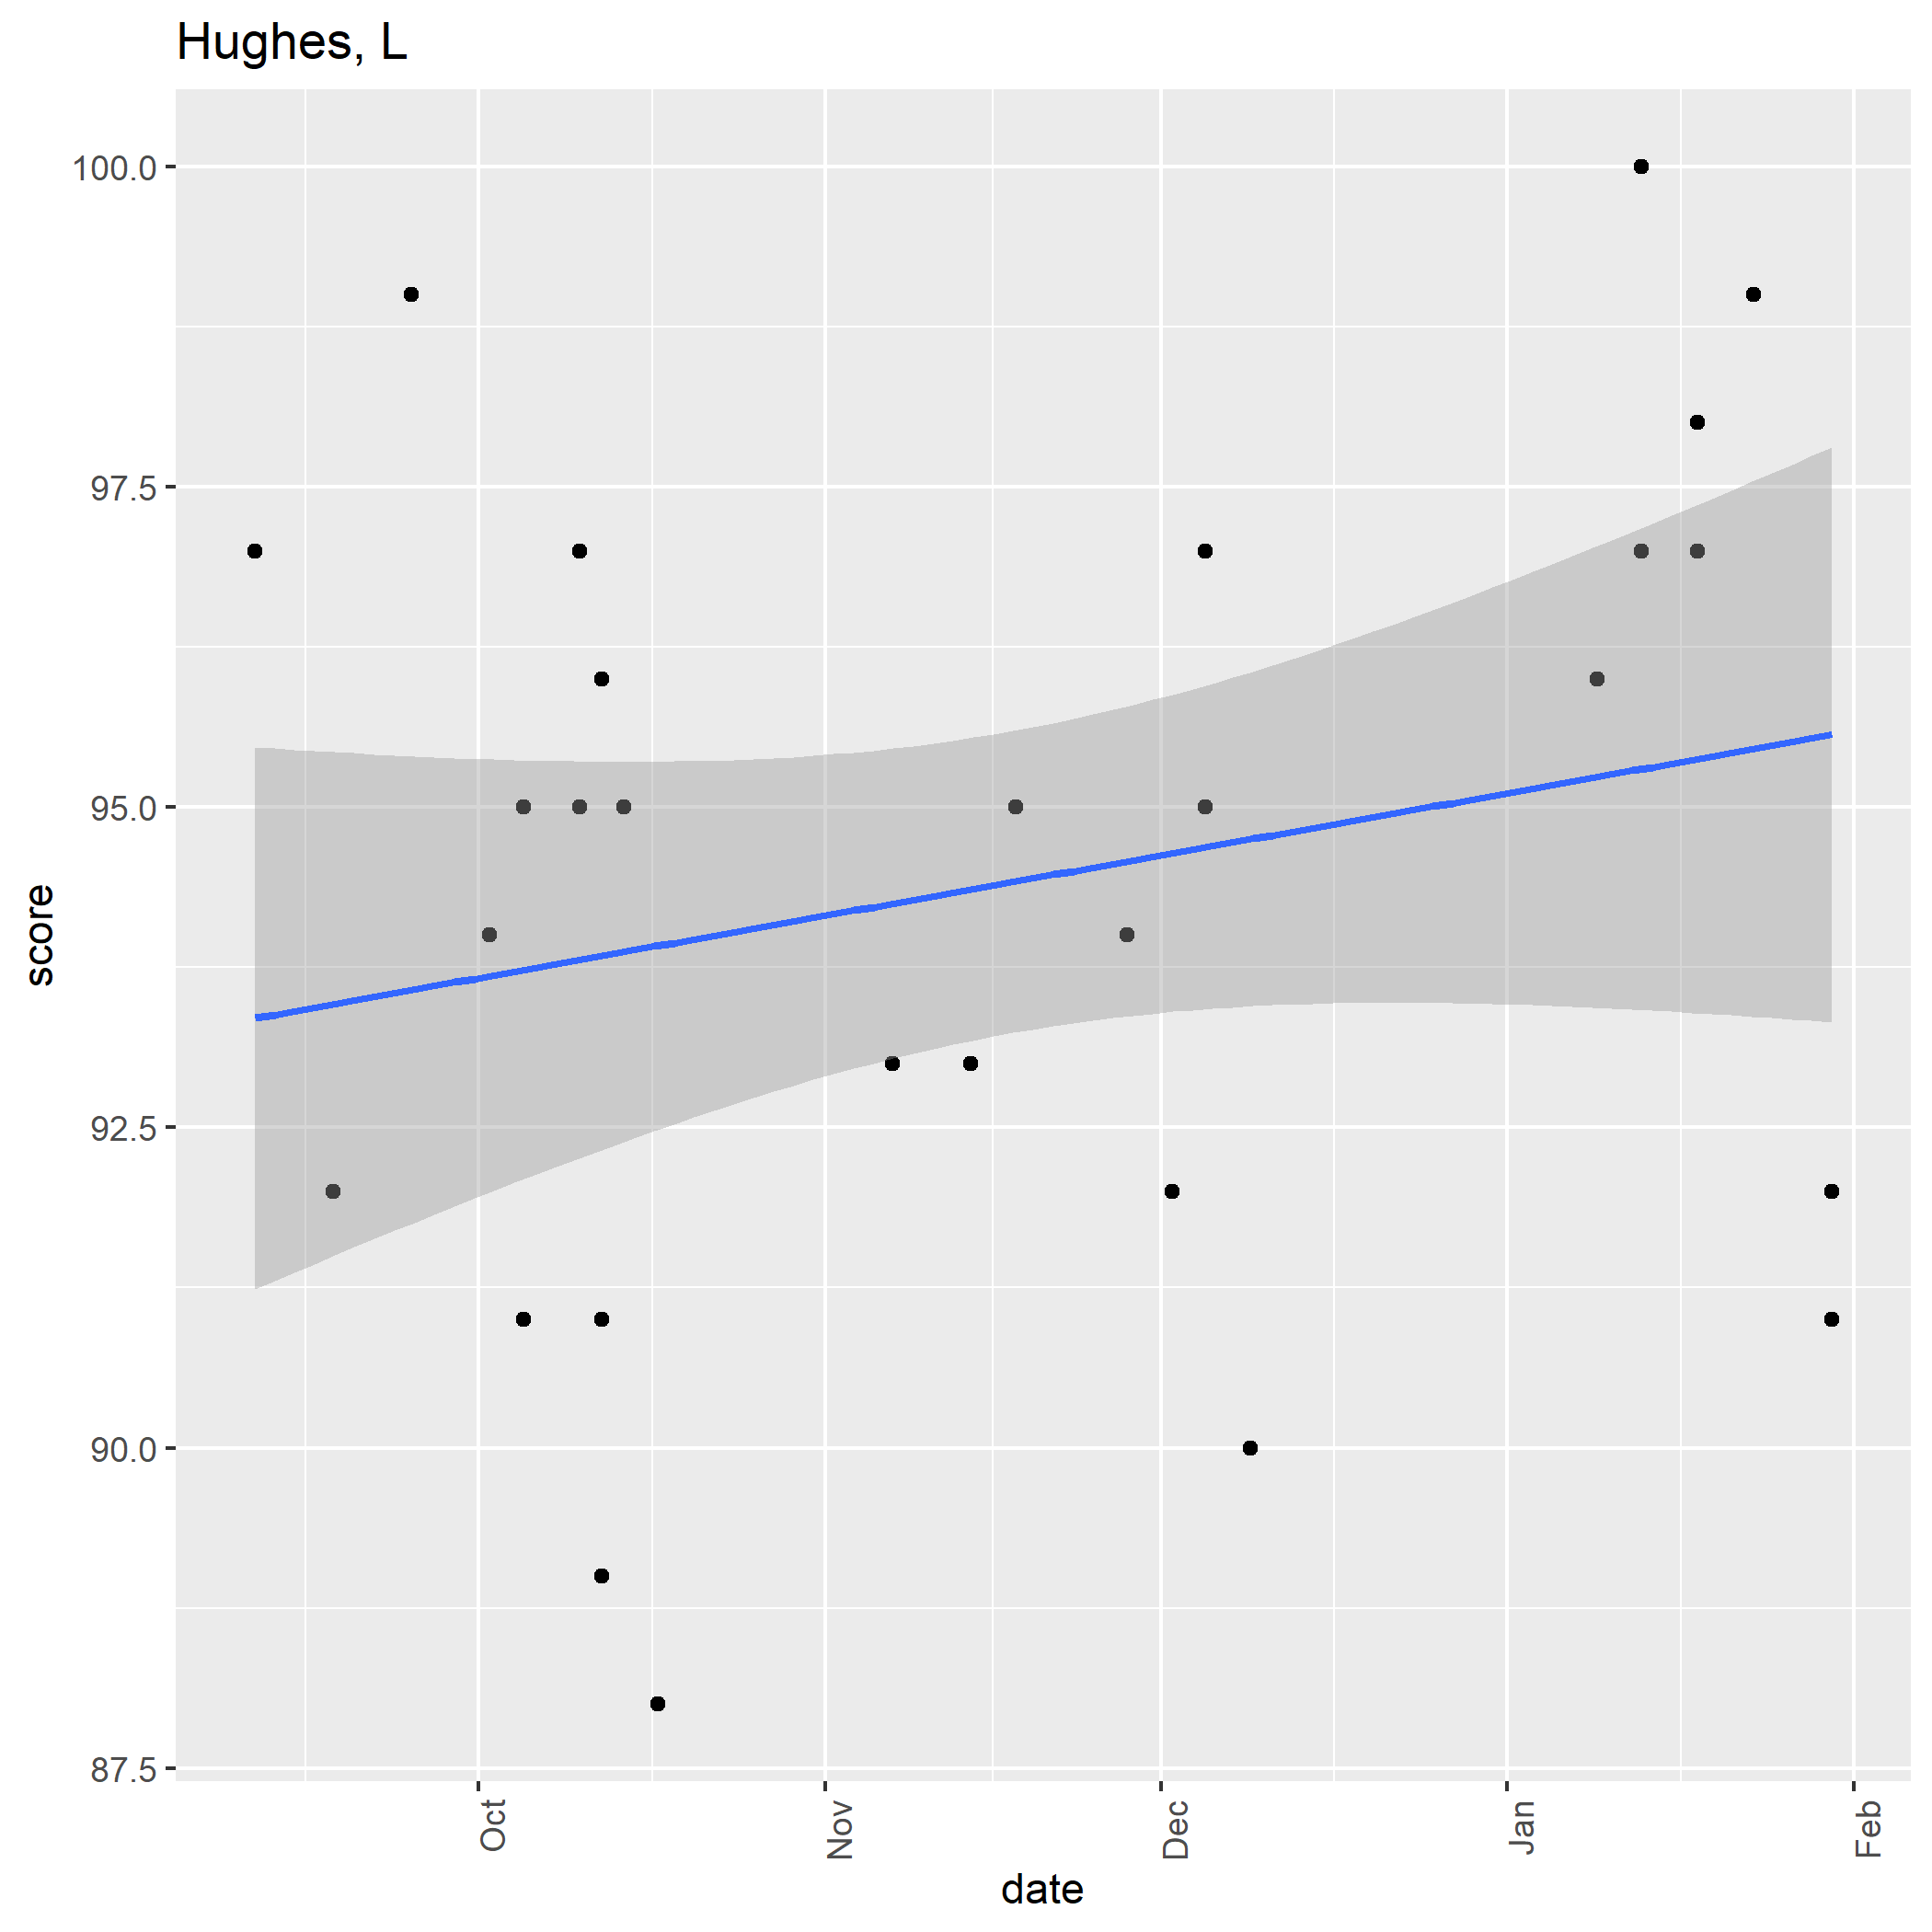 Hughes, L
100.0
97.5
95.0
92.5
90.0
87.5
score
Oct
Nov
Dec
Jan
Feb
date